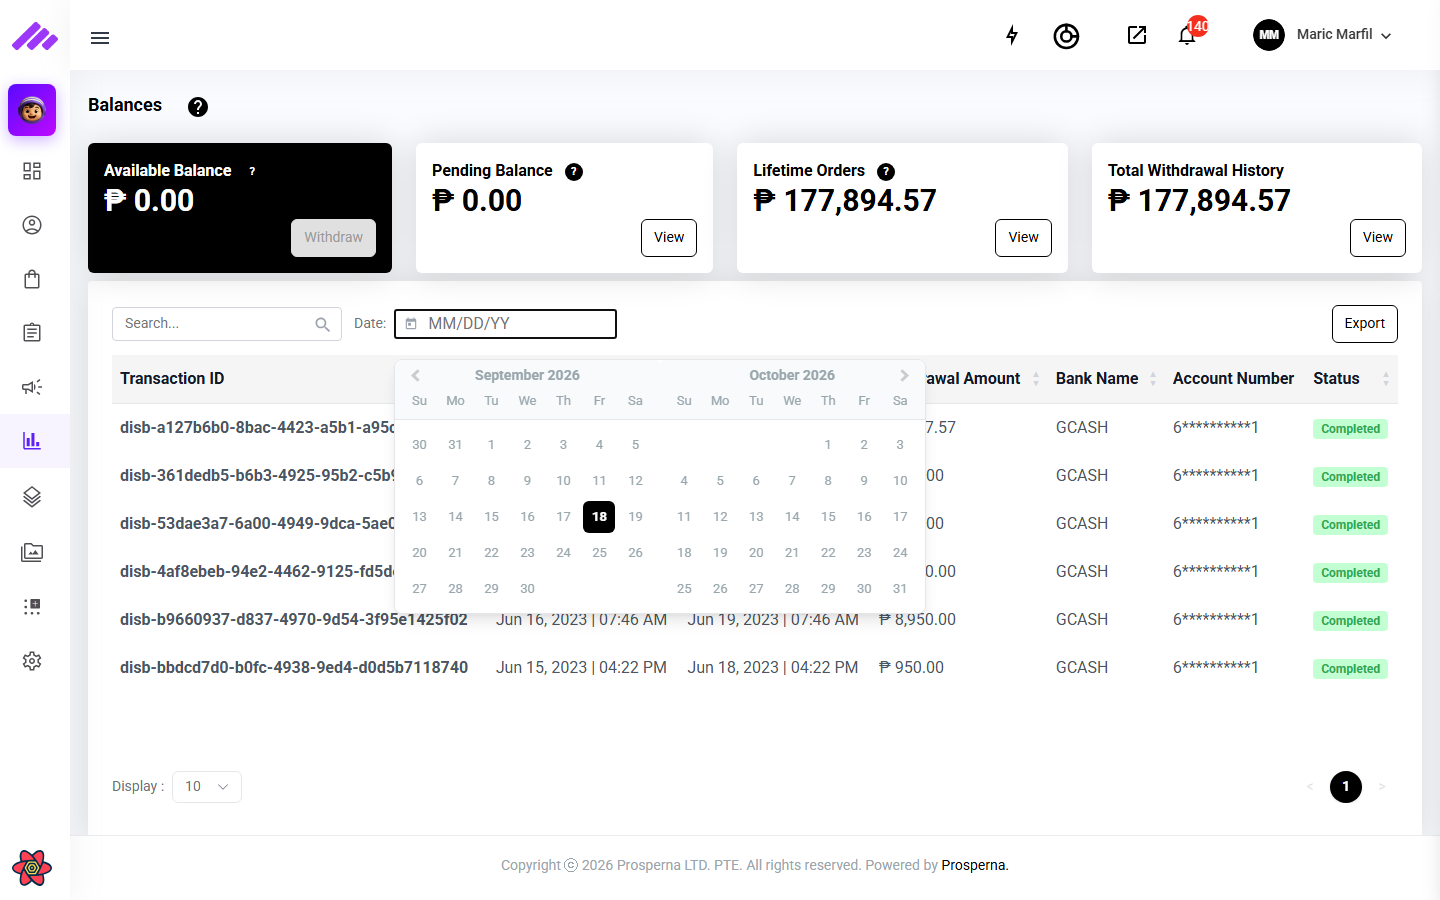 140
MM
Maric Marfil
Balances
Available Balance
₱ 0.00
Withdraw
Pending Balance
₱ 0.00
View
Lifetime Orders
₱ 177,894.57
View
Total Withdrawal History
₱ 177,894.57
View
Search...
Date:
MM/DD/YY
Export
September 2026
Su Mo Tu We Th Fr Sa
30 31 1 2 3 4 5
6 7 8 9 10 11 12
13 14 15 16 17 18 19
20 21 22 23 24 25 26
27 28 29 30
October 2026
Su Mo Tu We Th Fr Sa
1 2 3
4 5 6 7 8 9 10
11 12 13 14 15 16 17
18 19 20 21 22 23 24
25 26 27 28 29 30 31
Transaction ID Amount Bank Name Account Number Status
disb-a127b6b0-8bac-4423-a5b1-a95c 7.57 GCASH 6**********1 Completed
disb-361dedb5-b6b3-4925-95b2-c5b9 00 GCASH 6**********1 Completed
disb-53dae3a7-6a00-4949-9dca-5ae0 00 GCASH 6**********1 Completed
disb-4af8ebeb-94e2-4462-9125-fd5d 0.00 GCASH 6**********1 Completed
disb-b9660937-d837-4970-9d54-3f95e1425f02 Jun 16, 2023 | 07:46 AM Jun 19, 2023 | 07:46 AM ₱ 8,950.00 GCASH 6**********1 Completed
disb-bbdcd7d0-b0fc-4938-9ed4-d0d5b7118740 Jun 15, 2023 | 04:22 PM Jun 18, 2023 | 04:22 PM ₱ 950.00 GCASH 6**********1 Completed
Display : 10
< 1 >
Copyright © 2026 Prosperna LTD. PTE. All rights reserved. Powered by Prosperna.